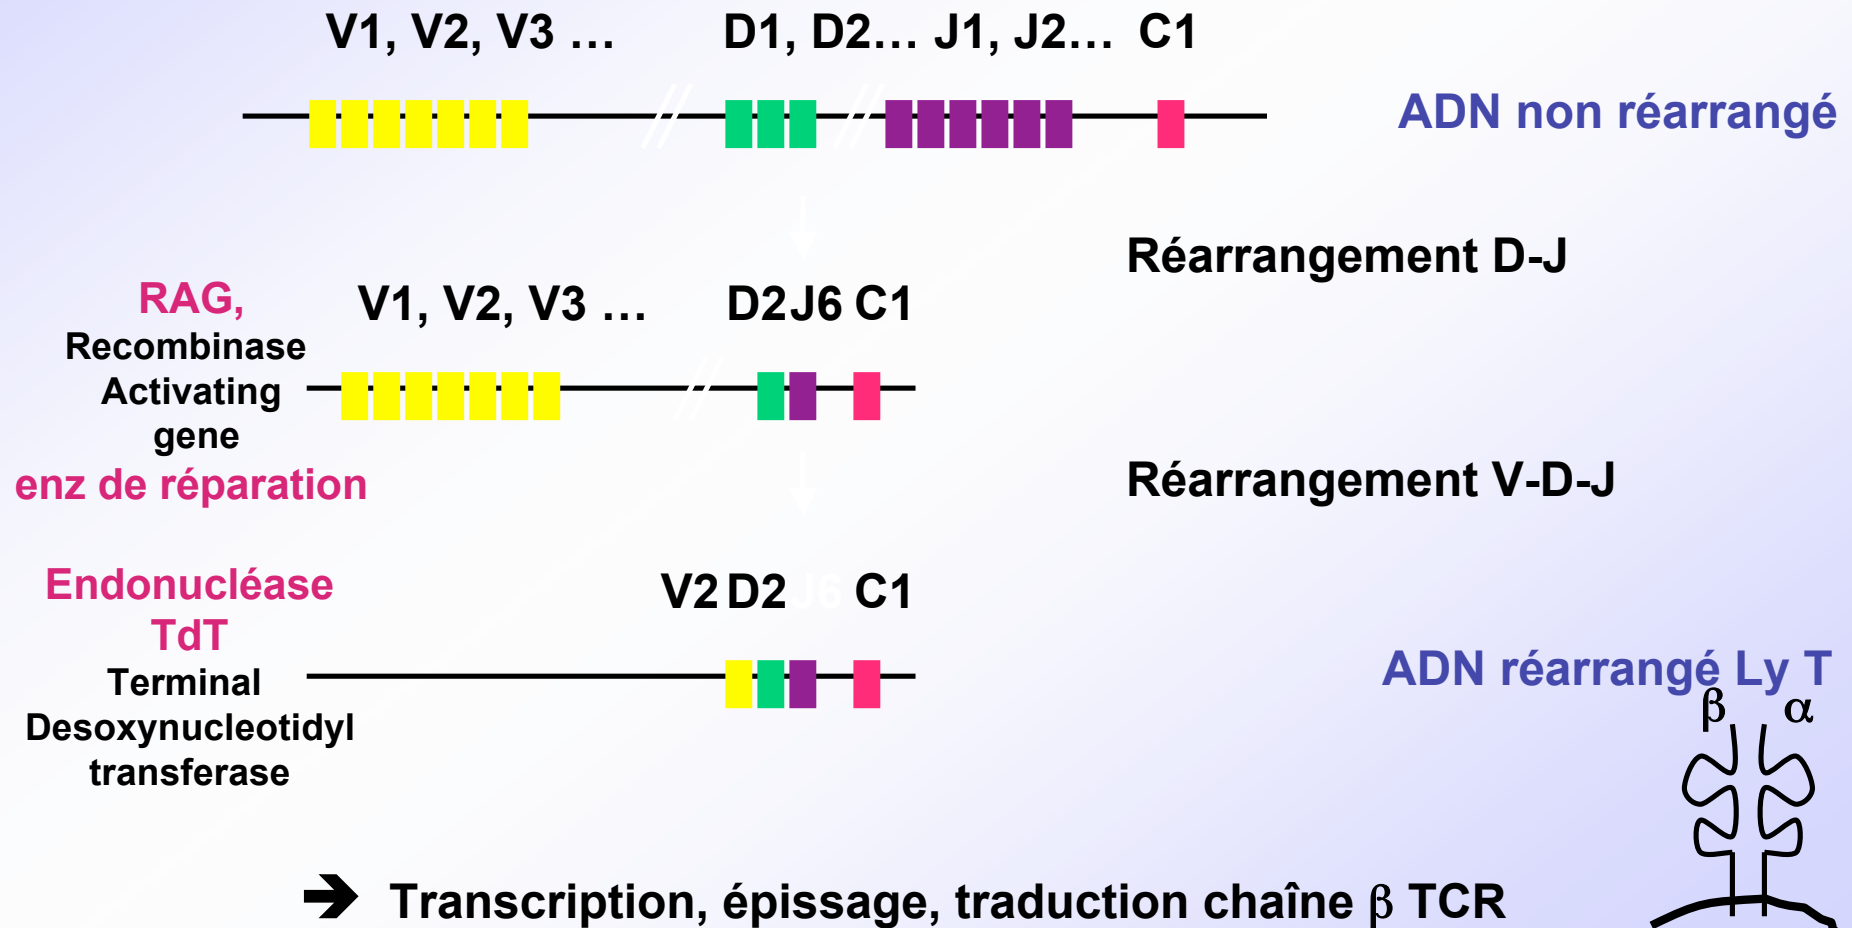 V1, V2, V3 … D1, D2… J1, J2… C1
ADN non réarrangé
Réarrangement D-J
RAG,
Recombinase
Activating
gene
enz de réparation
V1, V2, V3 … D2 J6 C1
Réarrangement V-D-J
Endonucléase
TdT
Terminal
Desoxynucleotidyl
transferase
V2 D2 J6 C1
ADN réarrangé Ly T
β α
➔ Transcription, épissage, traduction chaîne β TCR